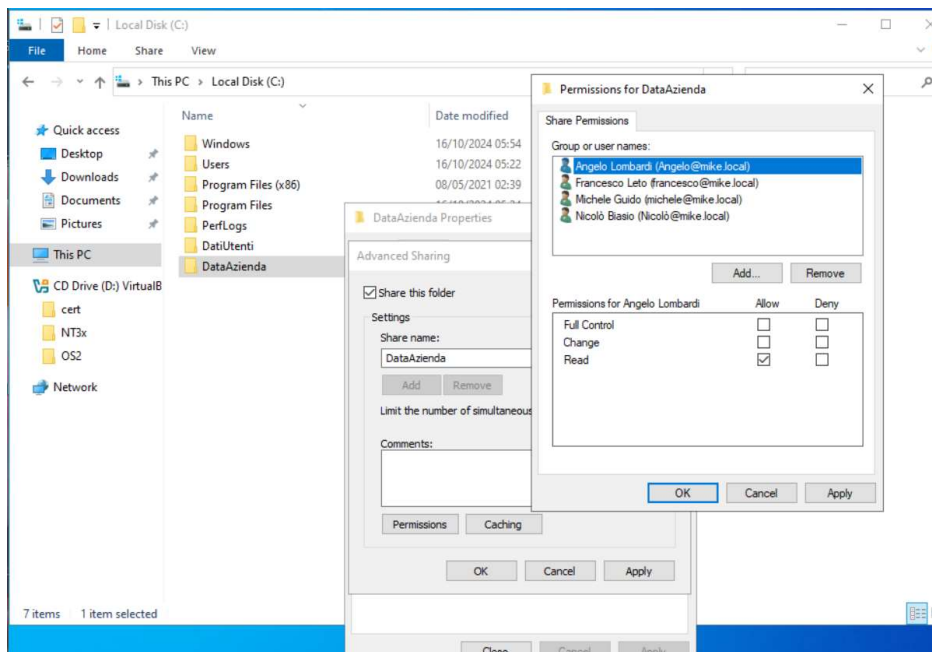 Local Disk (C:)
File Home Share View
This PC > Local Disk (C:)
Quick access
Desktop
Downloads
Documents
Pictures
This PC
CD Drive (D:) VirtualB
cert
NT3x
OS2
Network
Name Date modified
Windows 16/10/2024 05:54
Users 16/10/2024 05:22
Program Files (x86) 08/05/2021 02:39
Program Files
PerfLogs
DatiUtenti
DataAzienda
7 items 1 item selected
DataAzienda Properties
Advanced Sharing
Share this folder
Settings
Share name:
DataAzienda
Add Remove
Limit the number of simultaneous
Comments:
Permissions Caching
OK Cancel Apply
Close Cancel Apply
Permissions for DataAzienda
Share Permissions
Group or user names:
Angelo Lombardi (Angelo@mike.local)
Francesco Leto (francesco@mike.local)
Michele Guido (michele@mike.local)
Nicolò Biasio (Nicolò@mike.local)
Add... Remove
Permissions for Angelo Lombardi Allow Deny
Full Control
Change
Read
OK Cancel Apply